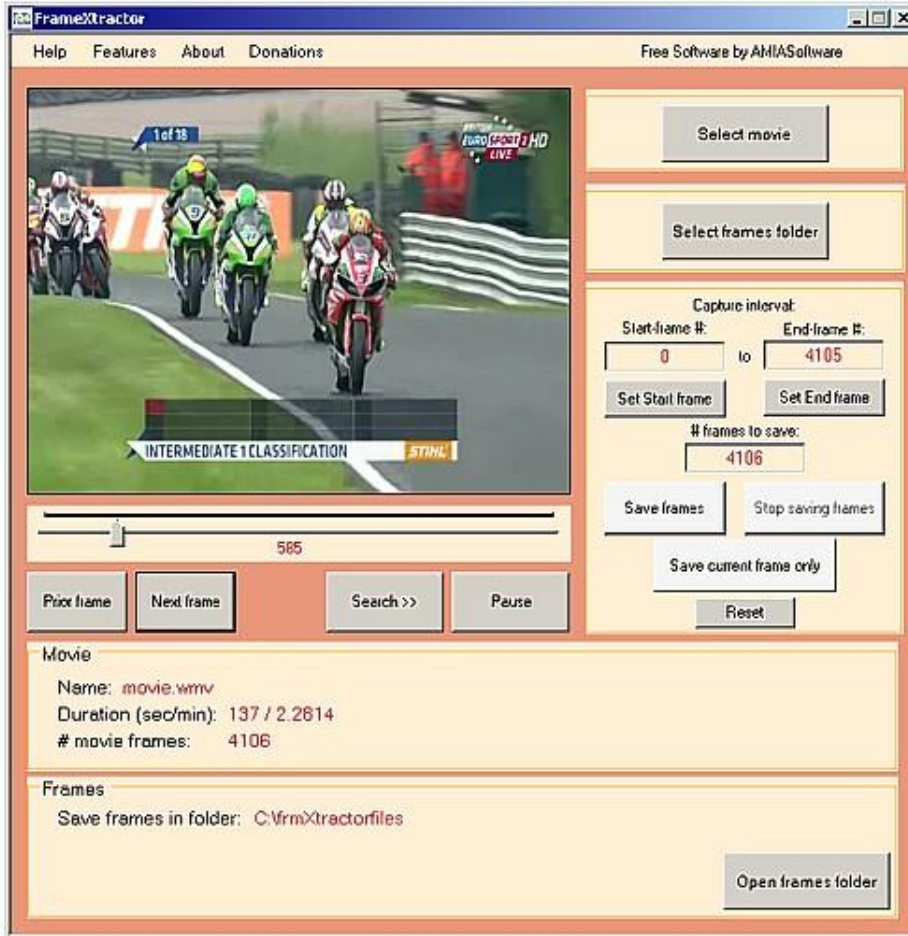 FrameXtractor
Help Features About Donations Free Software by AMIASoftware
1 of 18
BRITISH
EUROSPORT 2 HD
LIVE
STIHL
INTERMEDIATE 1 CLASSIFICATION STIHL
Select movie
Select frames folder
Capture interval:
Start-frame #: End-frame #:
0 to 4105
Set Start frame Set End frame
# frames to save:
4106
Save frames Stop saving frames
Save current frame only
Reset
585
Prior frame Next frame Search >> Pause
Movie
Name: movie.wmv
Duration (sec/min): 137 / 2.2814
# movie frames: 4106
Frames
Save frames in folder: C:\frmXtractorfiles
Open frames folder